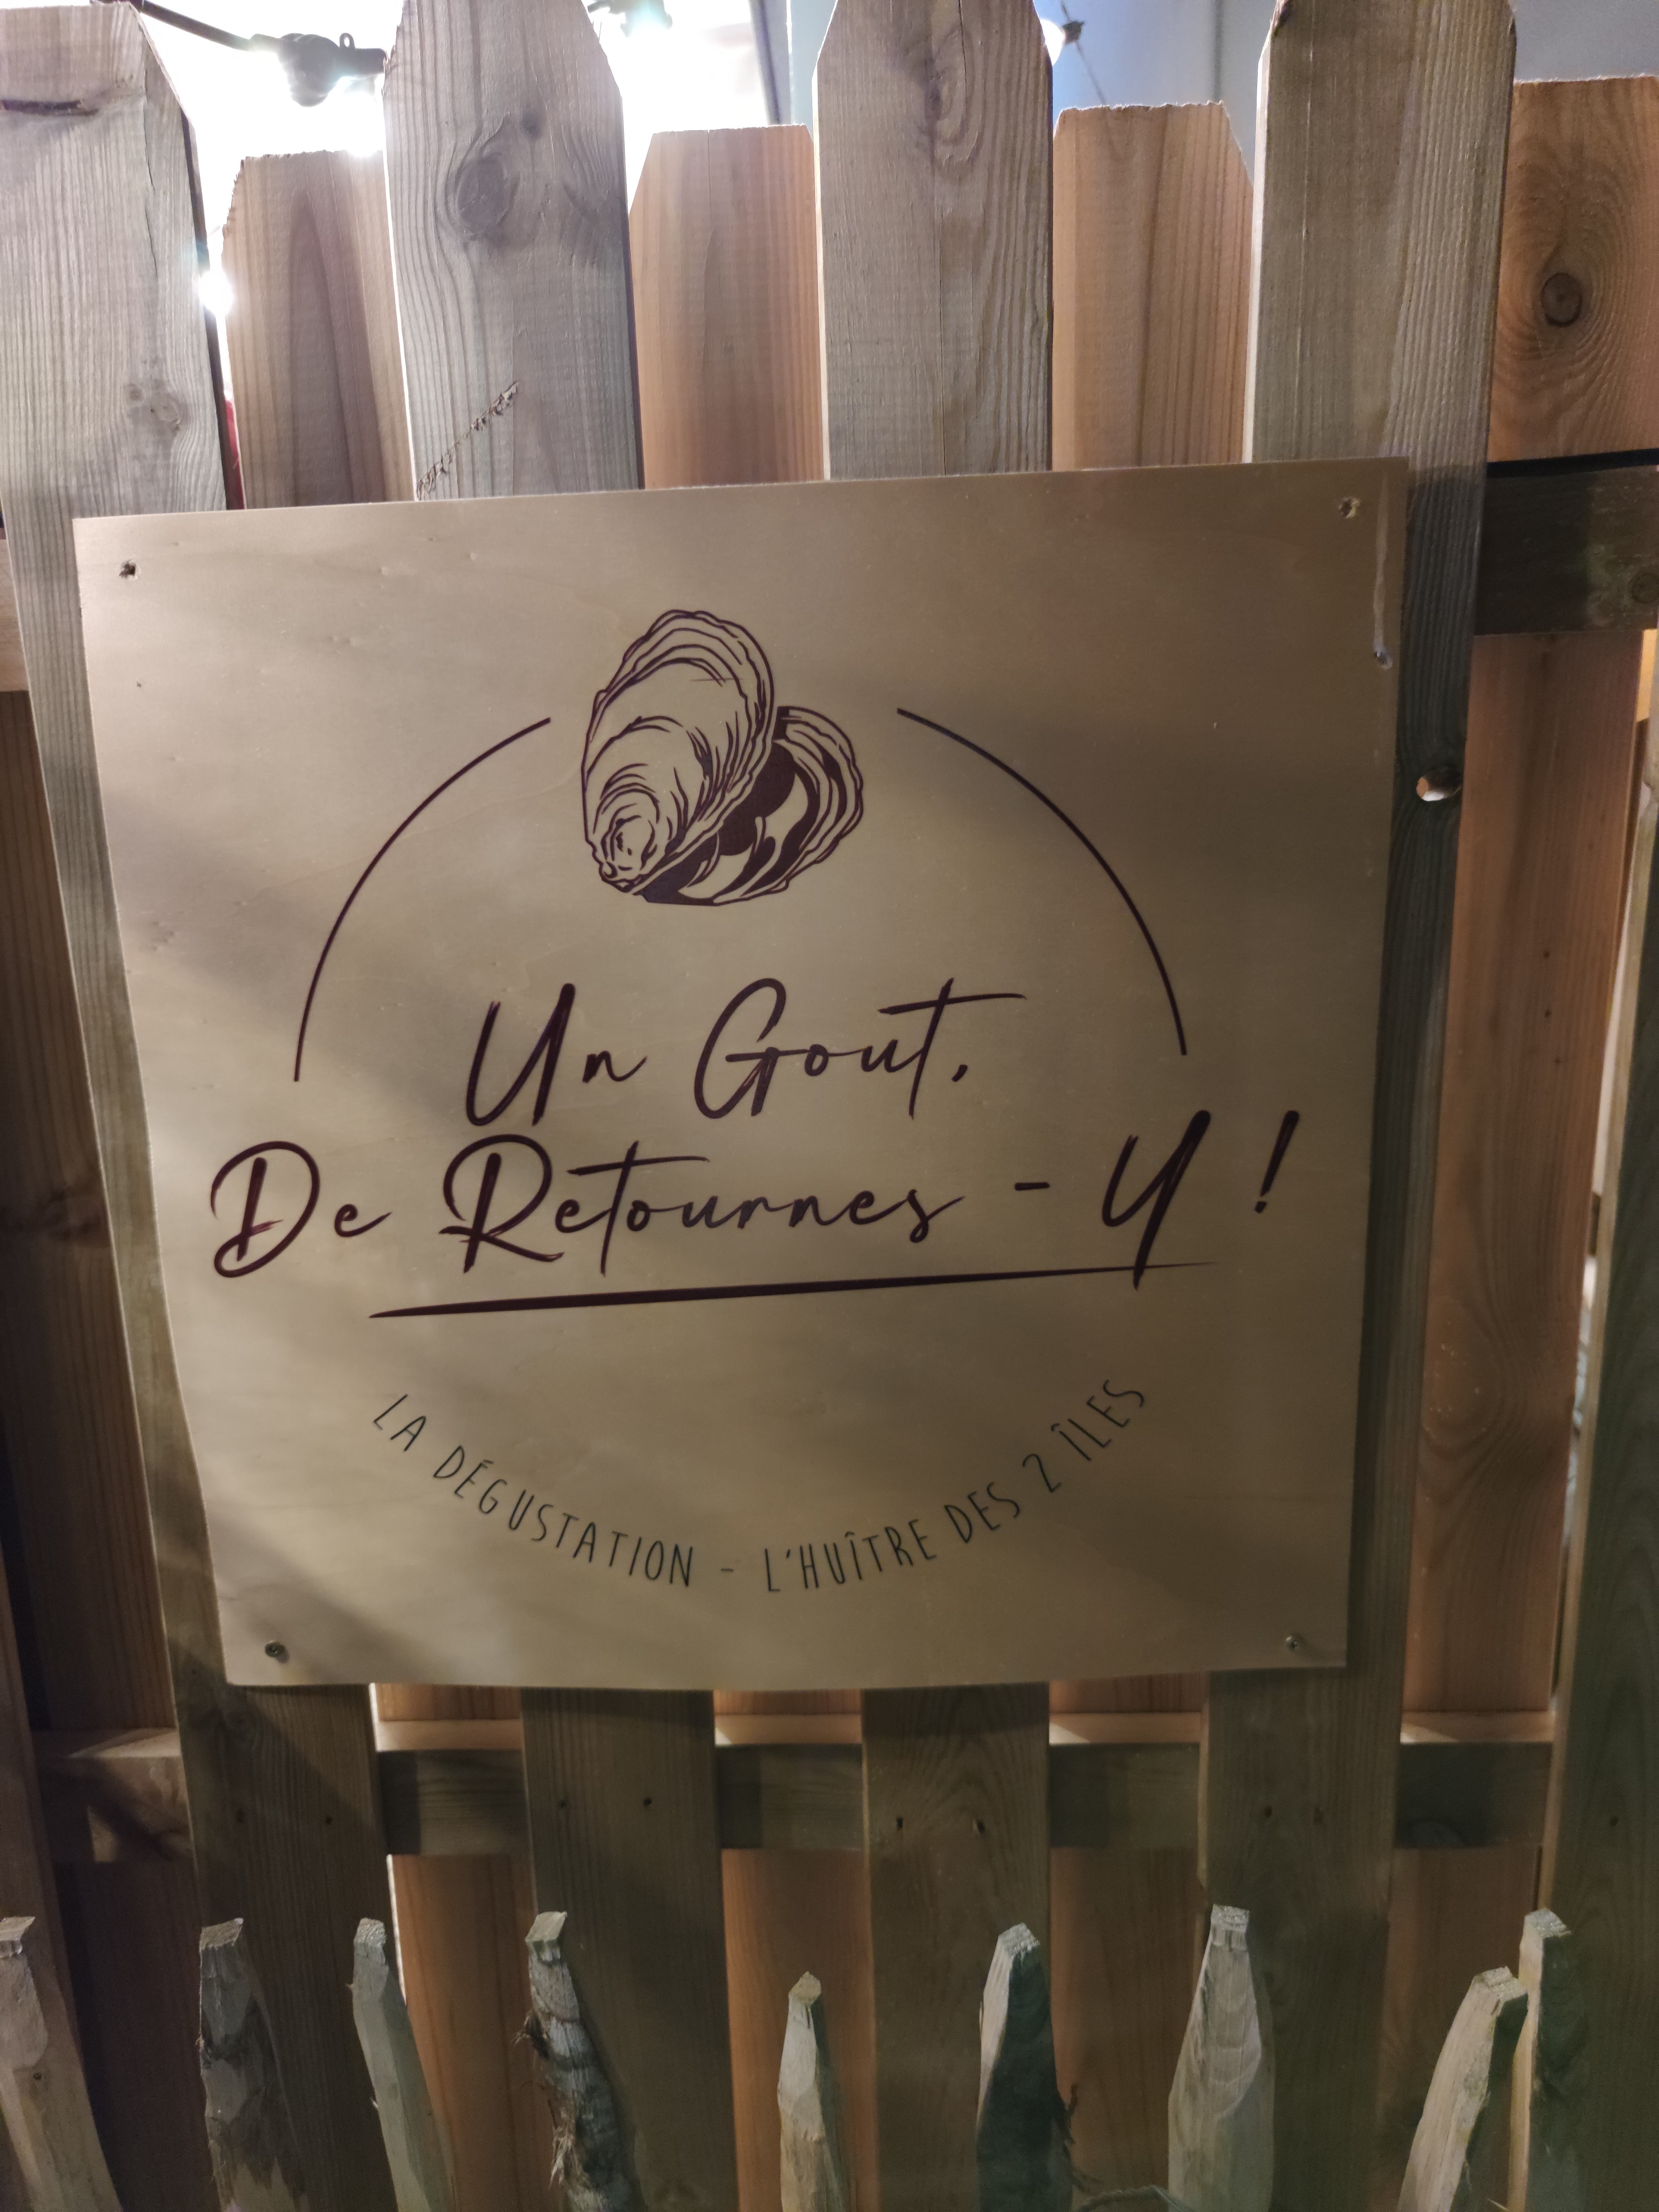 Un Gout,
De Retournes - Y !
LA DÉGUSTATION - L'HUÎTRE DES 2 ÎLES